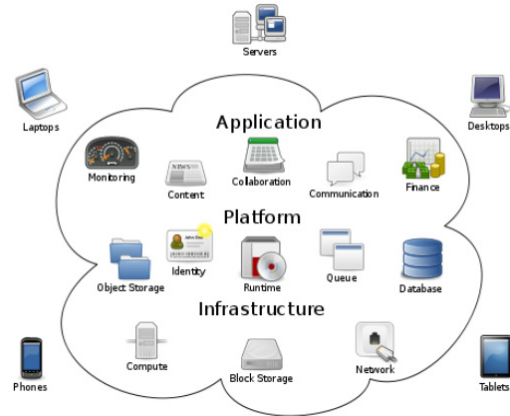 Servers
Laptops
Desktops
Application
Monitoring
Content
NEWS
Collaboration
Communication
Finance
Platform
Object Storage
Identity
Runtime
Queue
Database
Infrastructure
Compute
Block Storage
Network
Phones
Tablets